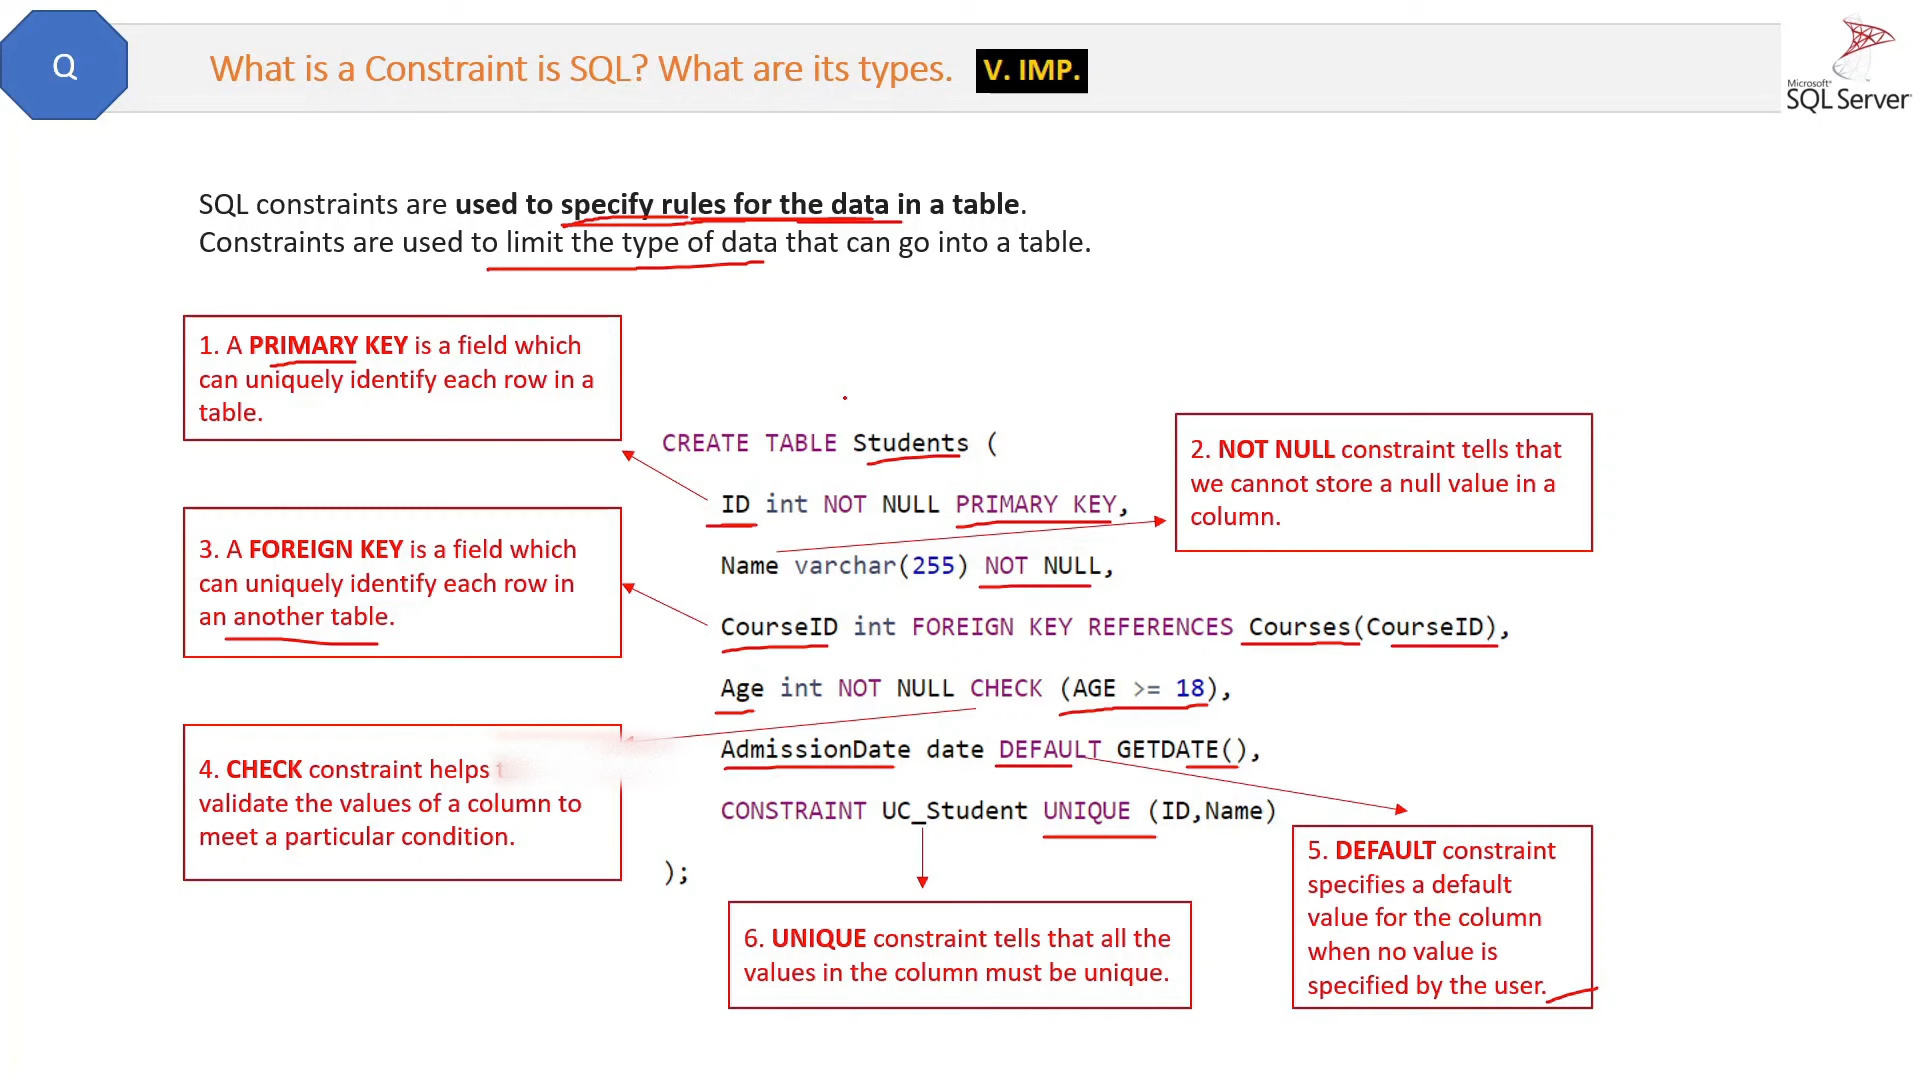 Q
What is a Constraint is SQL? What are its types.
V. IMP.
Microsoft®
SQL Server
SQL constraints are used to specify rules for the data in a table.
Constraints are used to limit the type of data that can go into a table.
1. A PRIMARY KEY is a field which
can uniquely identify each row in a
table.
CREATE TABLE Students (
2. NOT NULL constraint tells that
we cannot store a null value in a
column.
ID int NOT NULL PRIMARY KEY,
3. A FOREIGN KEY is a field which
can uniquely identify each row in
an another table.
Name varchar(255) NOT NULL,
CourseID int FOREIGN KEY REFERENCES Courses(CourseID),
Age int NOT NULL CHECK (AGE >= 18),
4. CHECK constraint helps
validate the values of a column to
meet a particular condition.
AdmissionDate date DEFAULT GETDATE(),
CONSTRAINT UC_Student UNIQUE (ID,Name)
);
5. DEFAULT constraint
specifies a default
value for the column
when no value is
specified by the user.
6. UNIQUE constraint tells that all the
values in the column must be unique.